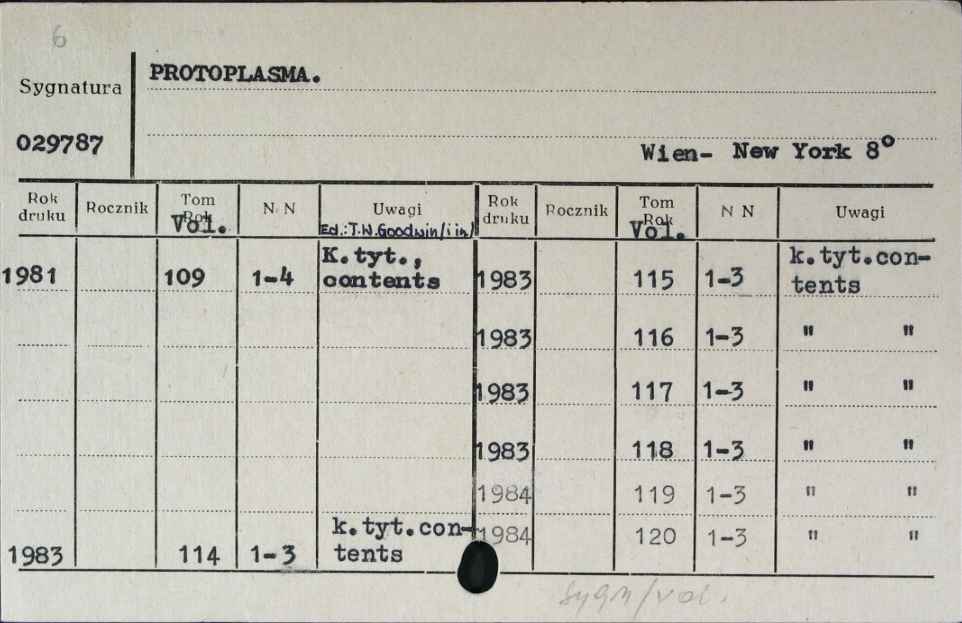 6
Sygnatura
PROTOPLASMA.
029787
Wien- New York 8°
Rok druku Rocznik Tom Rok Vol. N. N Uwagi Rok druku Rocznik Tom Rok Vol. N N Uwagi
Ed.: T.W. Goodwin/i in/
1981 109 1-4 K.tyt., contents 1983 115 1-3 k.tyt.con-
tents
1983 116 1-3 " "
1983 117 1-3 " "
1983 118 1-3 " "
1984 119 1-3 " "
1983 114 1-3 k.tyt.con- tents 1984 120 1-3 " "
sygn/vol.